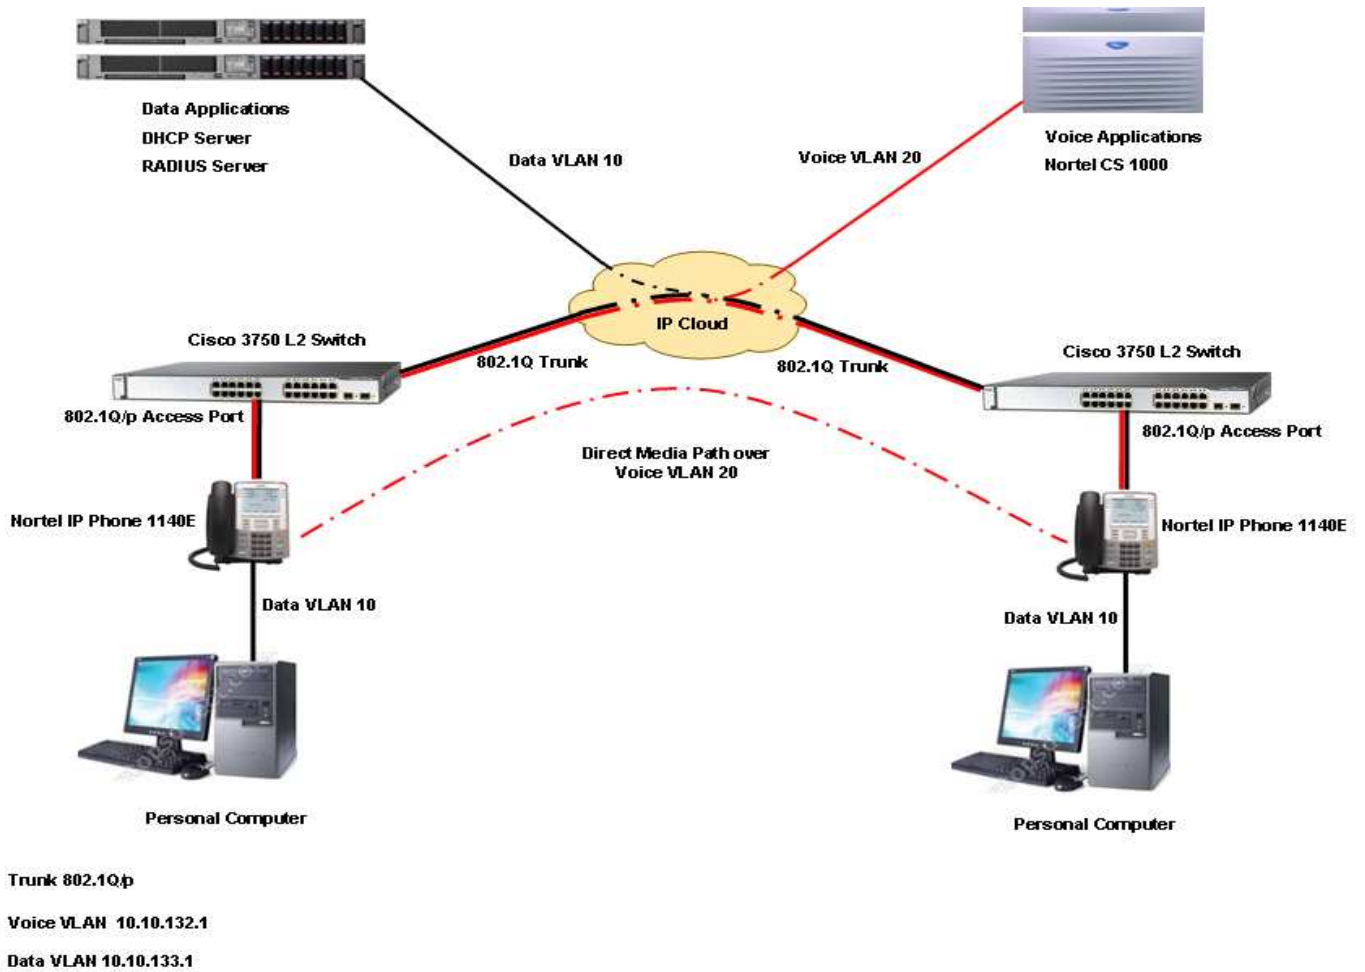 Data Applications
DHCP Server
RADIUS Server
Voice Applications
Nortel CS 1000
Data VLAN 10
Voice VLAN 20
IP Cloud
Cisco 3750 L2 Switch
802.1Q Trunk
802.1Q Trunk
Cisco 3750 L2 Switch
802.1Q/p Access Port
802.1Q/p Access Port
Direct Media Path over
Voice VLAN 20
Nortel IP Phone 1140E
Nortel IP Phone 1140E
Data VLAN 10
Data VLAN 10
Personal Computer
Personal Computer
Trunk 802.1Q/p
Voice VLAN 10.10.132.1
Data VLAN 10.10.133.1